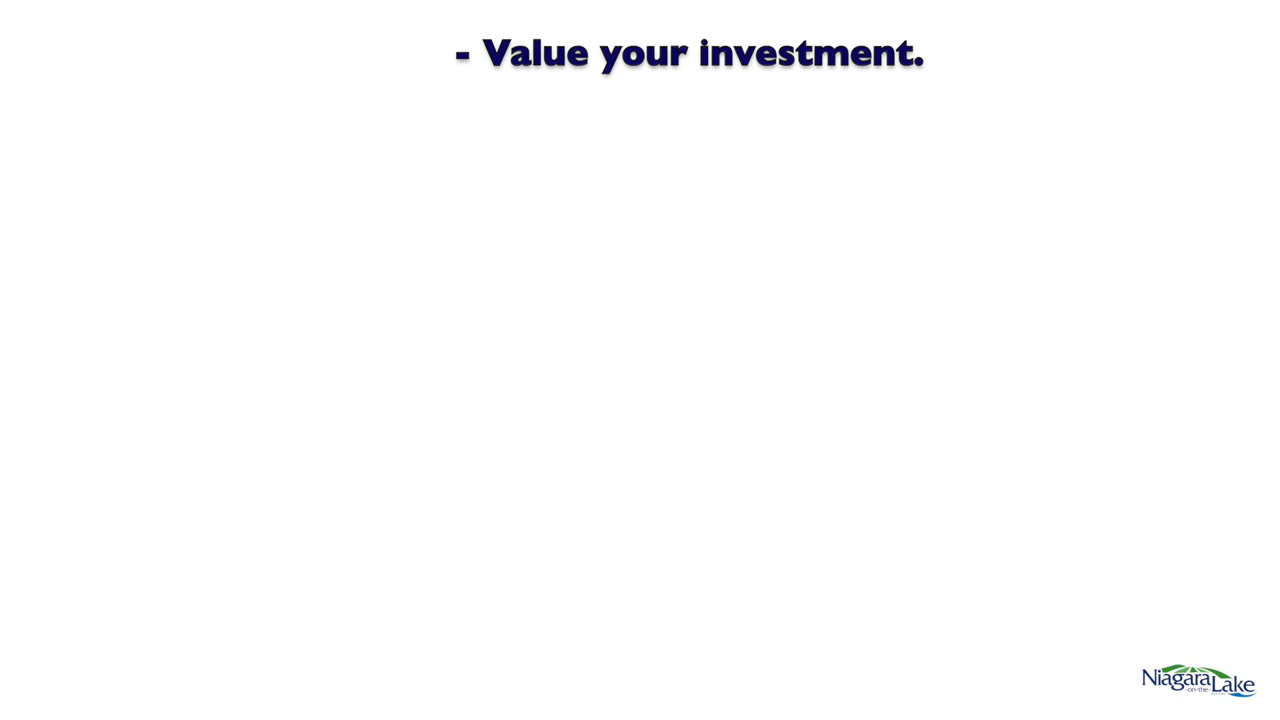 - Value your investment.
Niagara
-on-the-
Lake